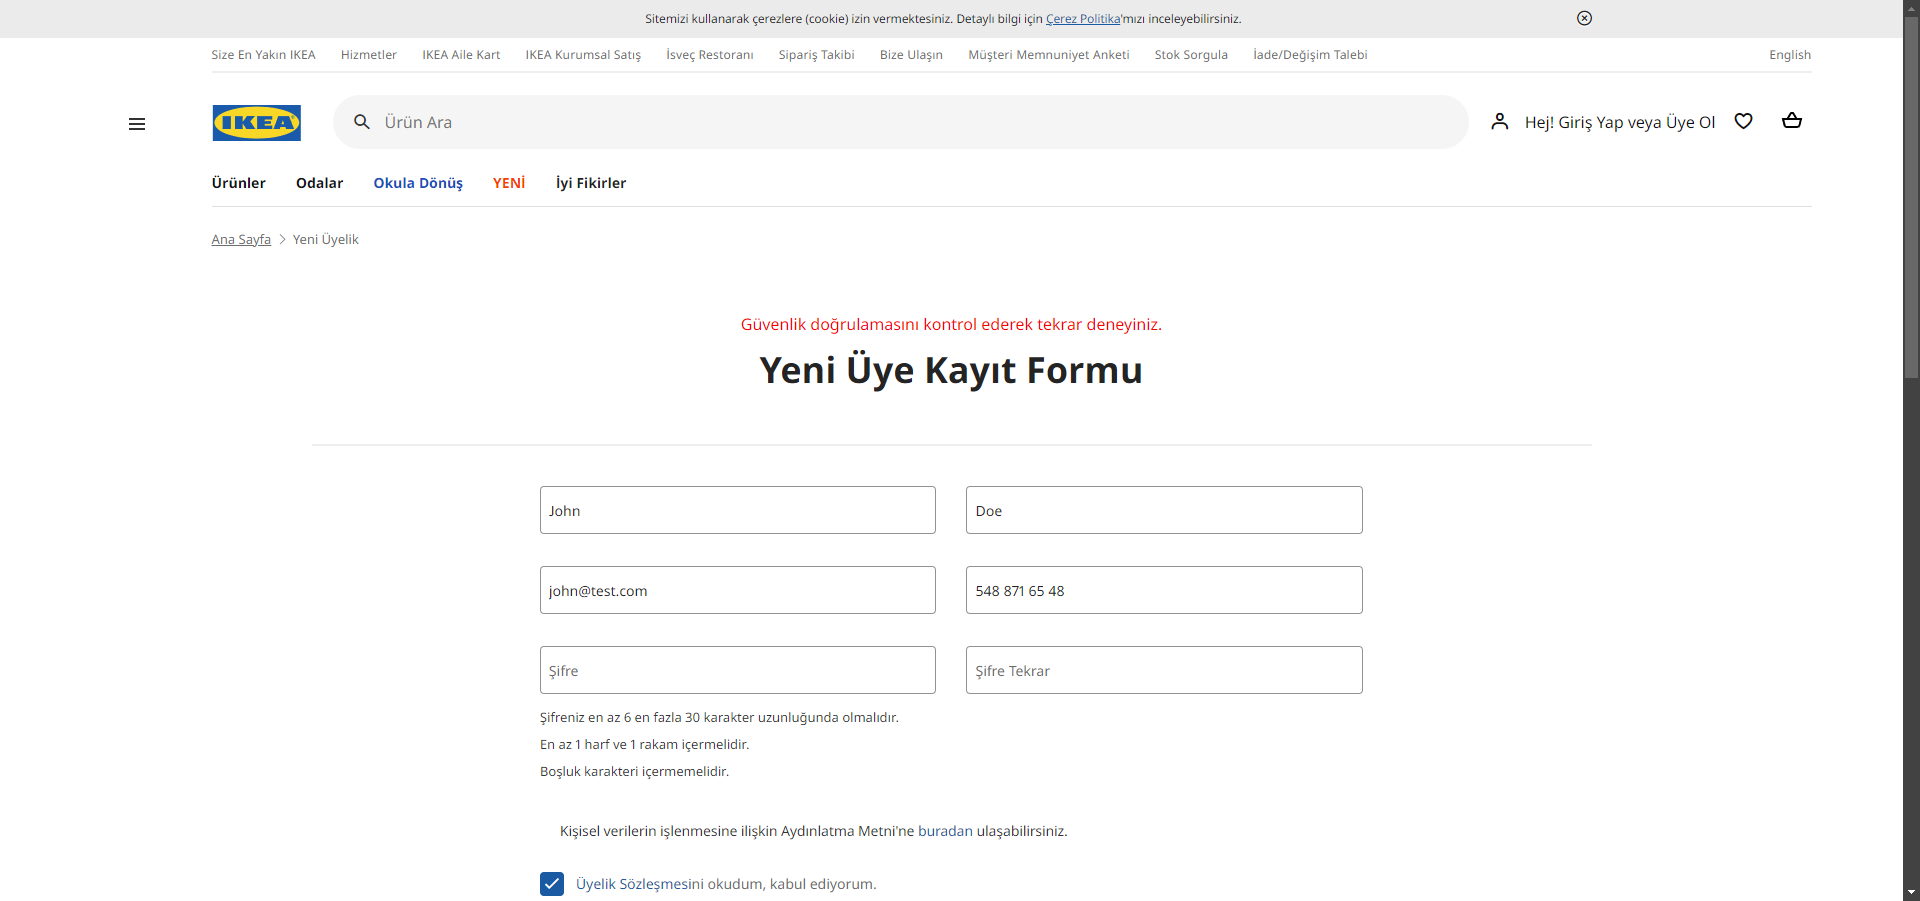 Sitemizi kullanarak çerezlere (cookie) izin vermektesiniz. Detaylı bilgi için Çerez Politika'mızı inceleyebilirsiniz.
Size En Yakın IKEA Hizmetler IKEA Aile Kart IKEA Kurumsal Satış İsveç Restoranı Sipariş Takibi Bize Ulaşın Müşteri Memnuniyet Anketi Stok Sorgula İade/Değişim Talebi English
IKEA Ürün Ara Hej! Giriş Yap veya Üye Ol
Ürünler Odalar Okula Dönüş YENİ İyi Fikirler
Ana Sayfa Yeni Üyelik
Güvenlik doğrulamasını kontrol ederek tekrar deneyiniz.
Yeni Üye Kayıt Formu
John Doe
john@test.com 548 871 65 48
Şifre Şifre Tekrar
Şifreniz en az 6 en fazla 30 karakter uzunluğunda olmalıdır.
En az 1 harf ve 1 rakam içermelidir.
Boşluk karakteri içermemelidir.
Kişisel verilerin işlenmesine ilişkin Aydınlatma Metni'ne buradan ulaşabilirsiniz.
Üyelik Sözleşmesini okudum, kabul ediyorum.